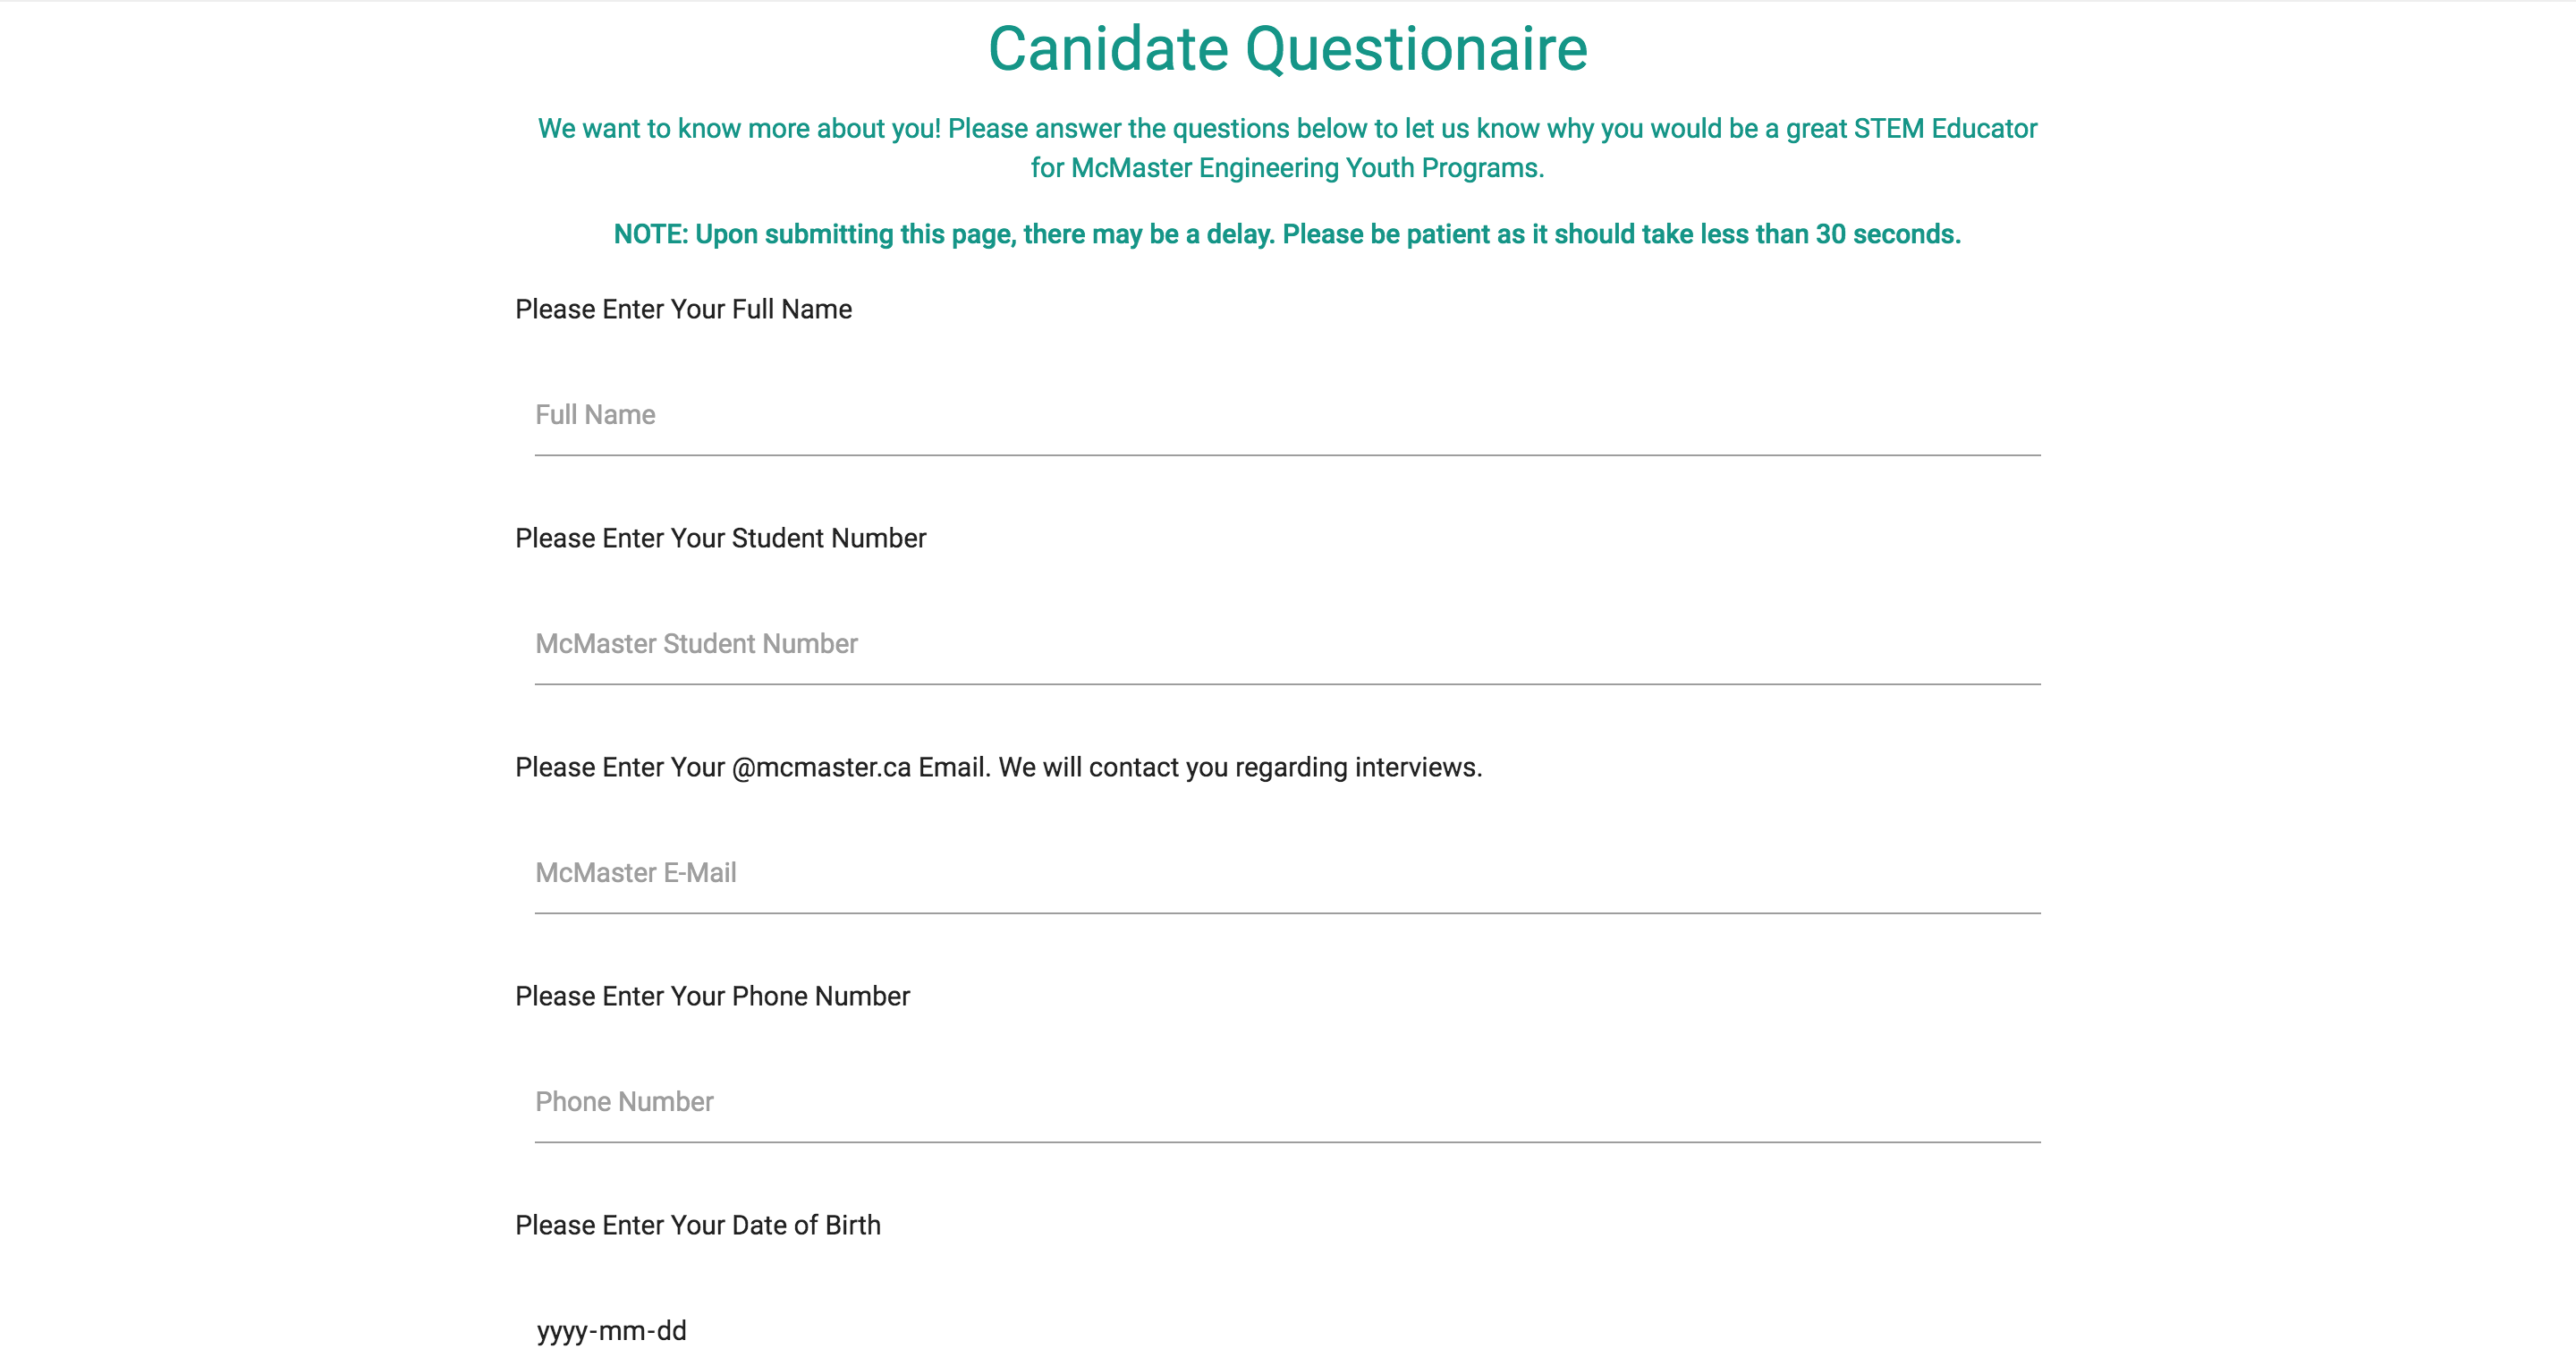 Canidate Questionaire
We want to know more about you! Please answer the questions below to let us know why you would be a great STEM Educator
for McMaster Engineering Youth Programs.
NOTE: Upon submitting this page, there may be a delay. Please be patient as it should take less than 30 seconds.
Please Enter Your Full Name
Full Name
Please Enter Your Student Number
McMaster Student Number
Please Enter Your @mcmaster.ca Email. We will contact you regarding interviews.
McMaster E-Mail
Please Enter Your Phone Number
Phone Number
Please Enter Your Date of Birth
yyyy-mm-dd